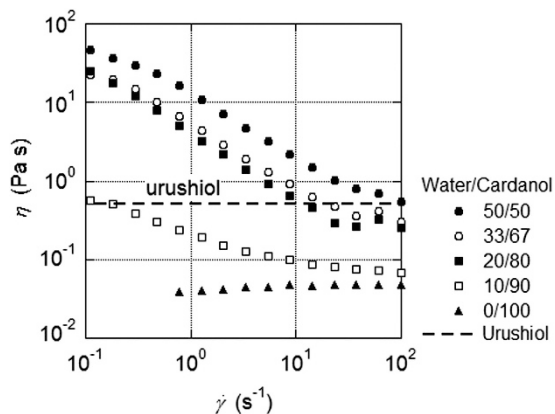 10²
10¹
10⁰
10⁻¹
10⁻²
η (Pa s)
urushiol
10⁻¹ 10⁰ 10¹ 10²
γ̇ (s⁻¹)
Water/Cardanol
50/50
33/67
20/80
10/90
0/100
Urushiol